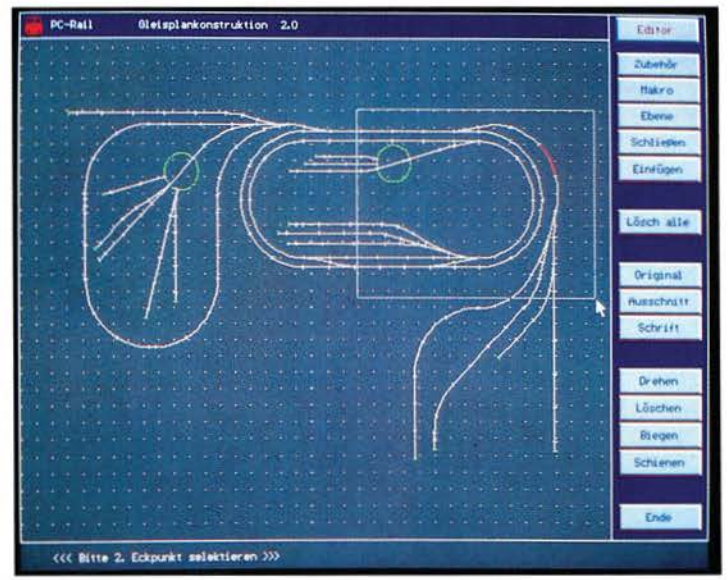 PC-Rail Gleisplankonstruktion 2.0
Editor
Zubehör
Makro
Ebene
Schließen
Einfügen
Lösch alle
Original
Ausschnitt
Schrift
Drehen
Löschen
Biegen
Schienen
Ende
<<< Bitte 2. Eckpunkt selektieren >>>